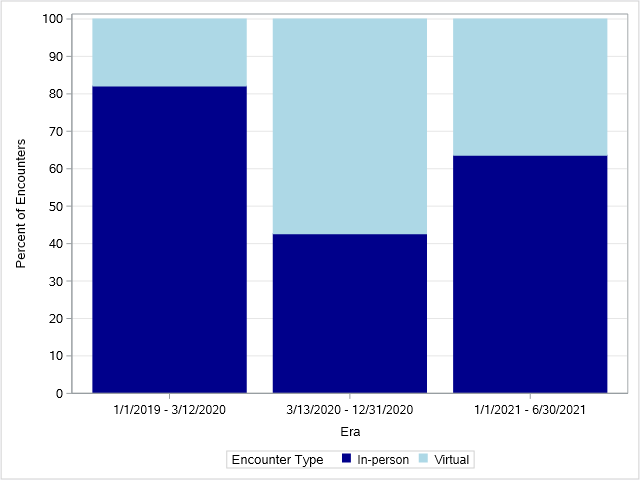 100
90
80
70
60
50
40
30
20
10
0
Percent of Encounters
1/1/2019 - 3/12/2020 3/13/2020 - 12/31/2020 1/1/2021 - 6/30/2021
Era
Encounter Type In-person Virtual